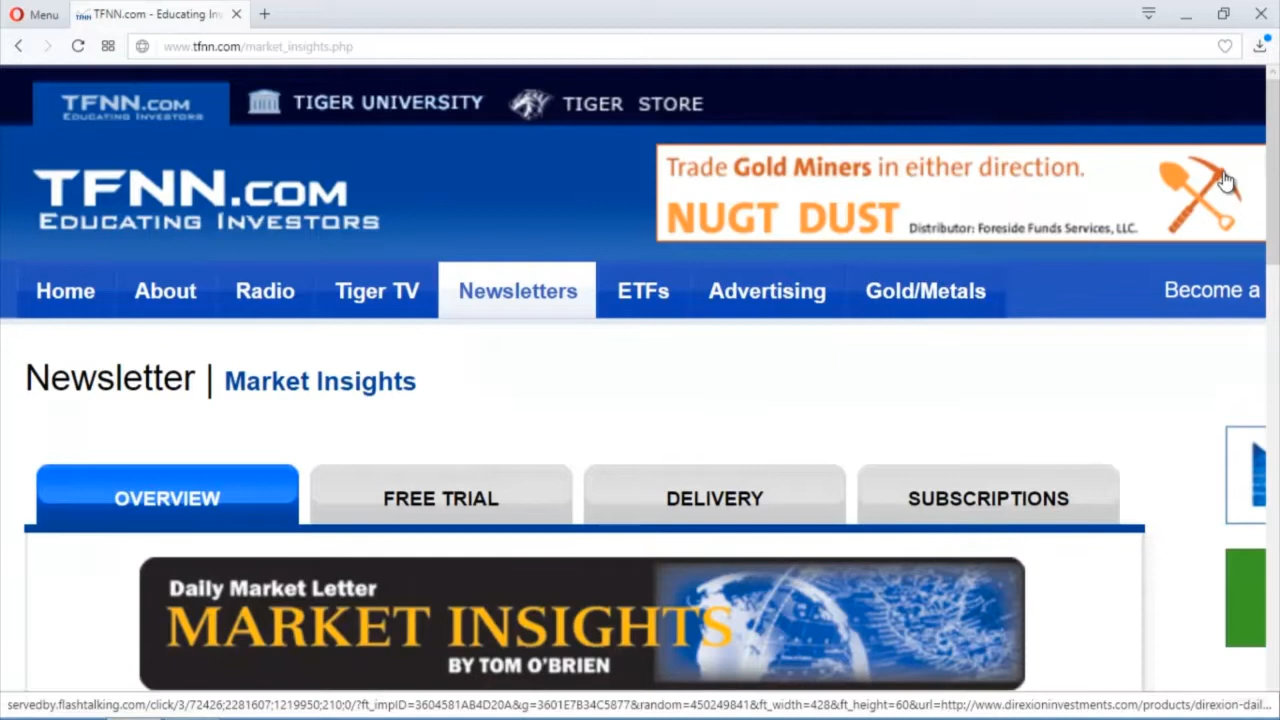 Menu
TFNN.com - Educating In
www.tfnn.com/market_insights.php
TFNN.COM
EDUCATING INVESTORS
TIGER UNIVERSITY
TIGER STORE
TFNN.COM
EDUCATING INVESTORS
Trade Gold Miners in either direction.
NUGT DUST Distributor: Foreside Funds Services, LLC.
Home About Radio Tiger TV Newsletters ETFs Advertising Gold/Metals Become a
Newsletter | Market Insights
OVERVIEW FREE TRIAL DELIVERY SUBSCRIPTIONS
Daily Market Letter
MARKET INSIGHTS
BY TOM O'BRIEN
servedby.flashtalking.com/click/3/72426;2281607;1219950;210;0/?ft_impID=3604581A84D20A&g=3601E7B34C5877&random=450249841&ft_width=428&ft_height=60&url=http://www.direxioninvestments.com/products/direxion-dail...